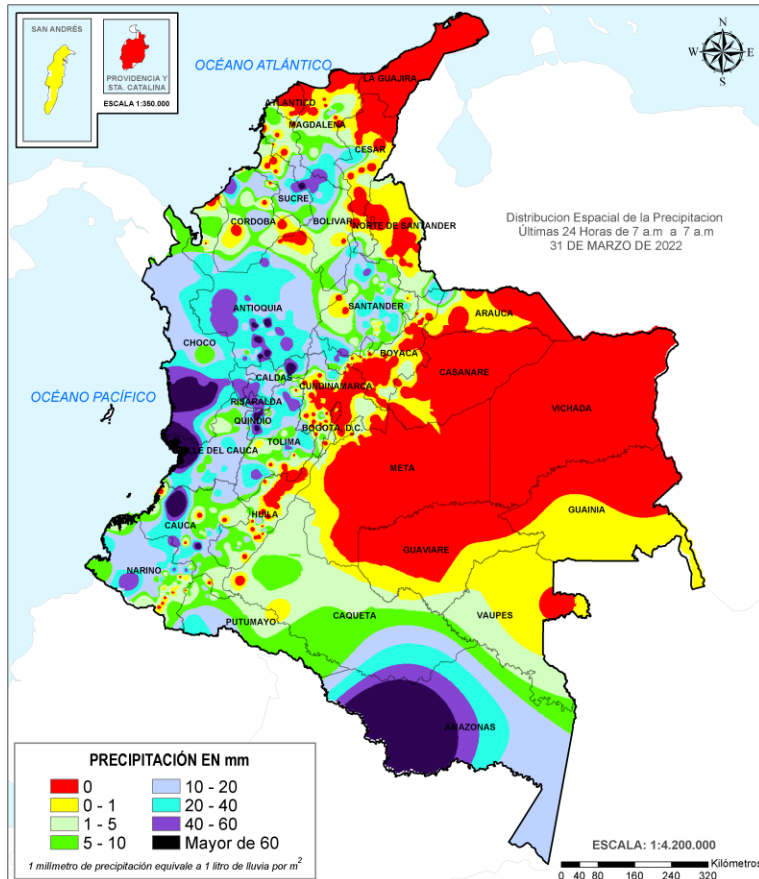 SAN ANDRÉS
PROVIDENCIA Y
STA. CATALINA
ESCALA 1:350.000
OCÉANO ATLÁNTICO
N
W
E
S
LA GUAJIRA
ATLANTICO
MAGDALENA
CESAR
SUCRE
CORDOBA
BOLIVAR
NORTE DE SANTANDER
Distribucion Espacial de la Precipitacion
Últimas 24 Horas de 7 a.m a 7 a.m
31 DE MARZO DE 2022
ANTIOQUIA
SANTANDER
ARAUCA
CHOCO
BOYACA
CASANARE
CALDAS
CUNDINAMARCA
OCÉANO PACÍFICO
RISARALDA
VICHADA
QUINDIO
BOGOTA, D.C.
TOLIMA
LLE DEL CAUCA
META
GUAINIA
HUILA
CAUCA
GUAVIARE
NARINO
CAQUETA
VAUPES
PUTUMAYO
AMAZONAS
PRECIPITACIÓN EN mm
0
10 - 20
0 - 1
20 - 40
1 - 5
40 - 60
5 - 10
Mayor de 60
1 milímetro de precipitación equivale a 1 litro de lluvia por m²
ESCALA: 1:4.200.000
0 40 80 160 240 320 Kilómetros